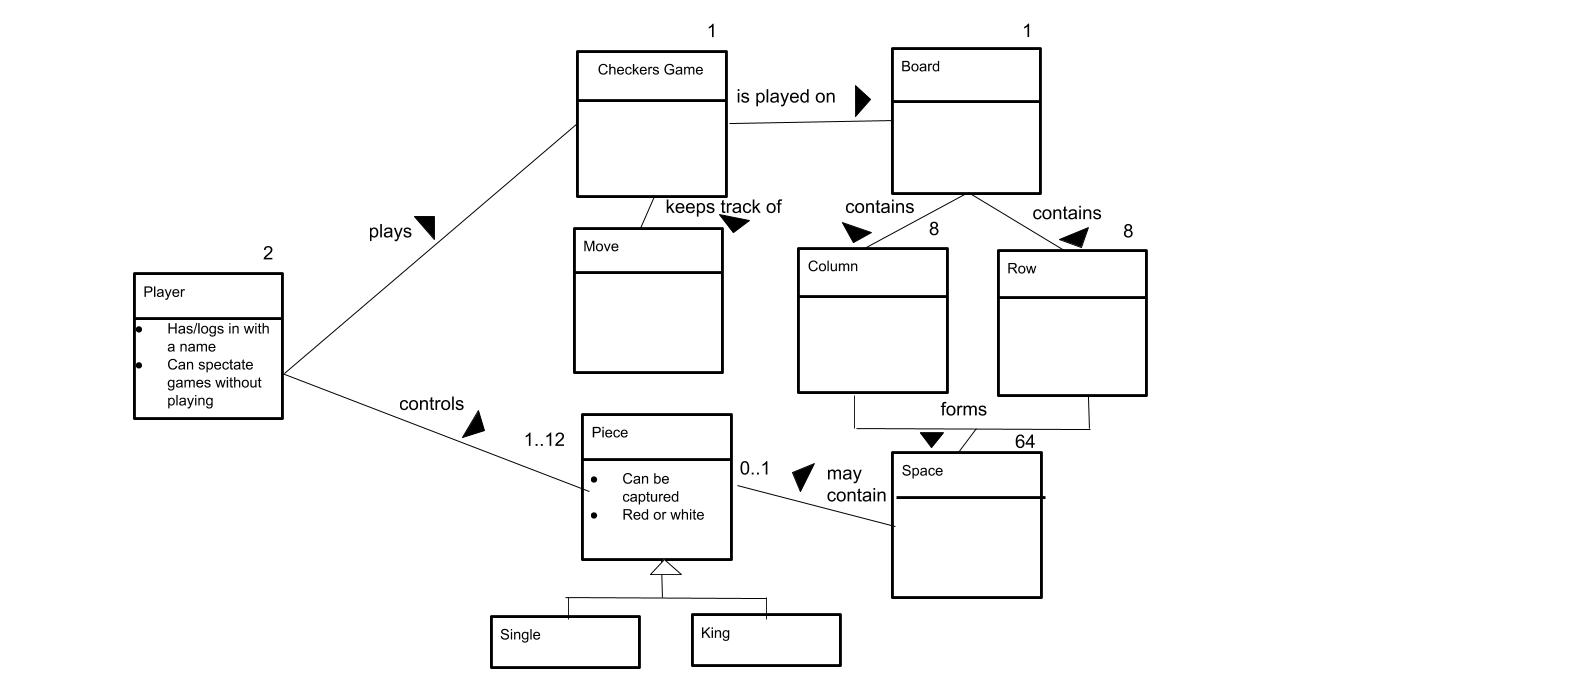 1
1
Checkers Game
Board
is played on
keeps track of
contains
contains
plays
8
8
Move
2
Column
Row
Player
Has/logs in with
a name
Can spectate
games without
playing
controls
forms
1..12
Piece
64
0..1
may
contain
Space
Can be
captured
Red or white
Single
King